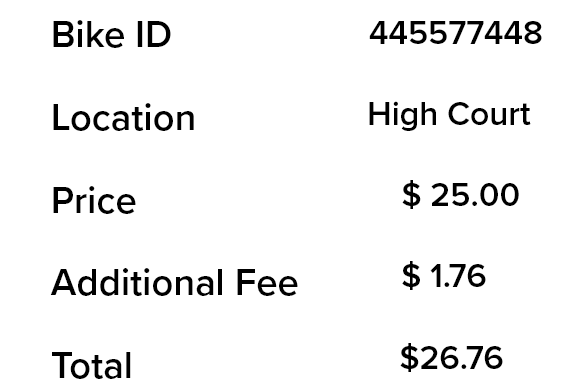 Bike ID 445577448
Location High Court
Price $ 25.00
Additional Fee $ 1.76
Total $26.76